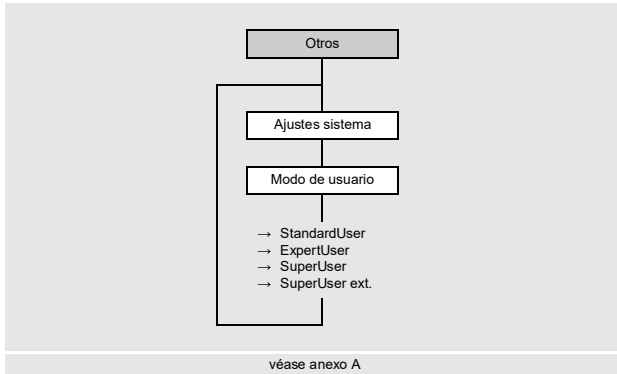 Otros
Ajustes sistema
Modo de usuario
→ StandardUser
→ ExpertUser
→ SuperUser
→ SuperUser ext.
véase anexo A